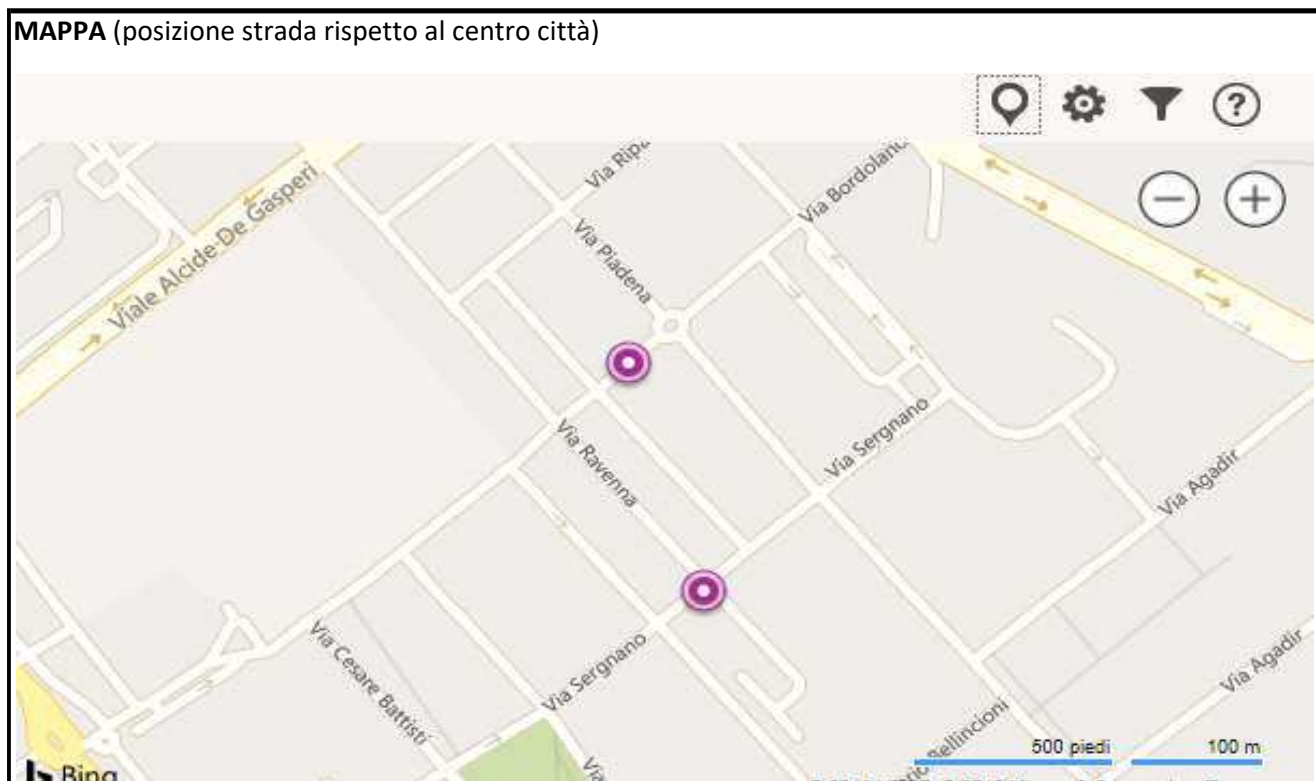 MAPPA (posizione strada rispetto al centro città)
Viale Alcide De Gasperi
Via Bordolano
Via Piadena
Via Ravenna
Via Sergnano
Via Agadir
Via Cesare Battisti
Via Sergnano
Via Agadir
Bellincioni
Via
500 piedi
100 m
Bing